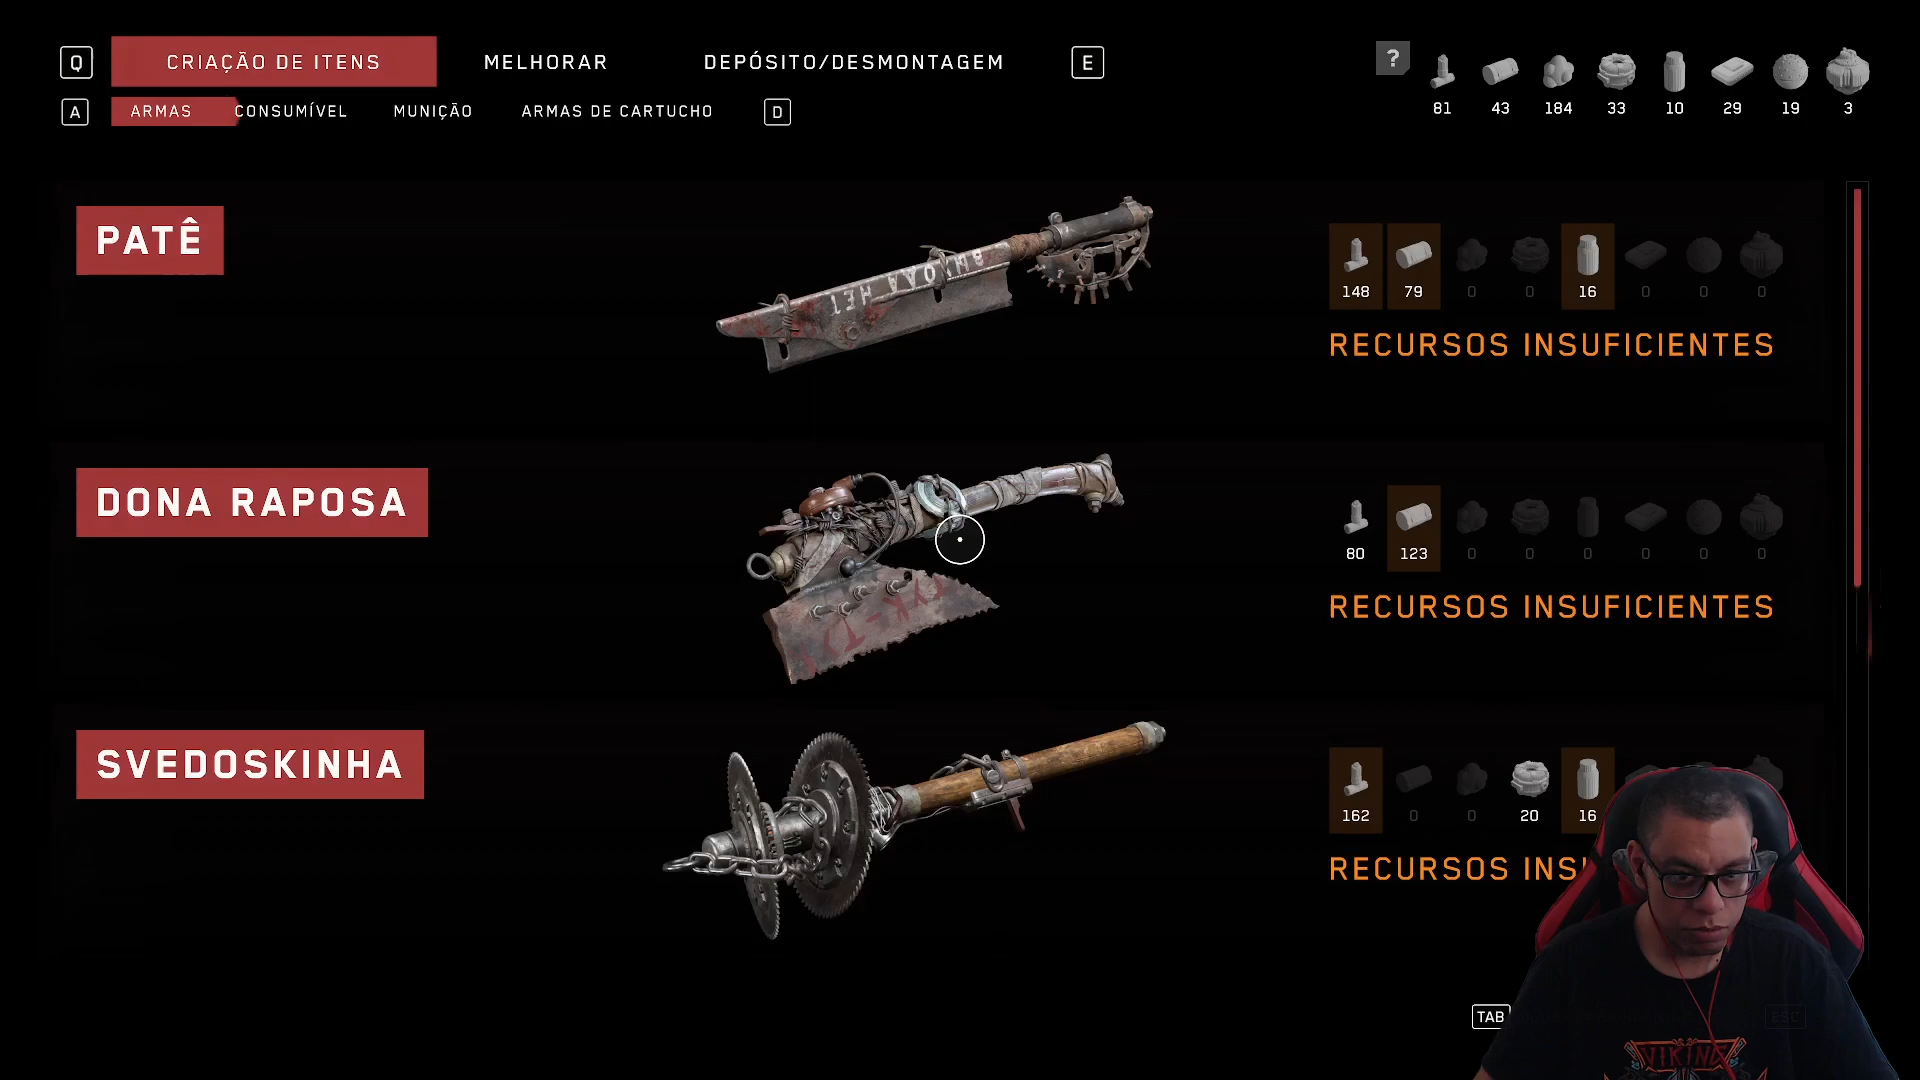 Q CRIAÇÃO DE ITENS MELHORAR DEPÓSITO/DESMONTAGEM E ?
A ARMAS CONSUMÍVEL MUNIÇÃO ARMAS DE CARTUCHO D
81 43 184 33 10 29 19 3
PATÊ
148 79 0 0 16 0 0 0
RECURSOS INSUFICIENTES
DONA RAPOSA
80 123 0 0 0 0 0 0
RECURSOS INSUFICIENTES
SVEDOSKINHA
162 0 0 20 16
RECURSOS INS
TAB
ESC
VIKING